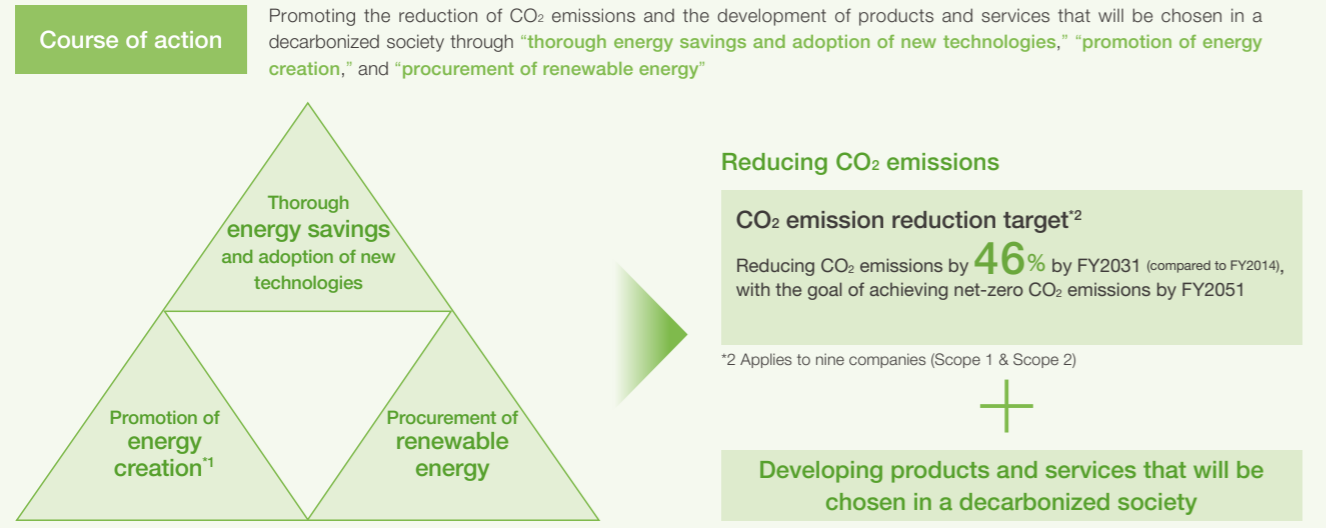 Course of action
Promoting the reduction of CO₂ emissions and the development of products and services that will be chosen in a
decarbonized society through “thorough energy savings and adoption of new technologies,” “promotion of energy
creation,” and “procurement of renewable energy”
Thorough
energy savings
and adoption of new
technologies
Promotion of
energy
creation*1
Procurement of
renewable
energy
Reducing CO₂ emissions
CO₂ emission reduction target*2
Reducing CO₂ emissions by 46% by FY2031 (compared to FY2014),
with the goal of achieving net-zero CO₂ emissions by FY2051
*2 Applies to nine companies (Scope 1 & Scope 2)
Developing products and services that will be
chosen in a decarbonized society